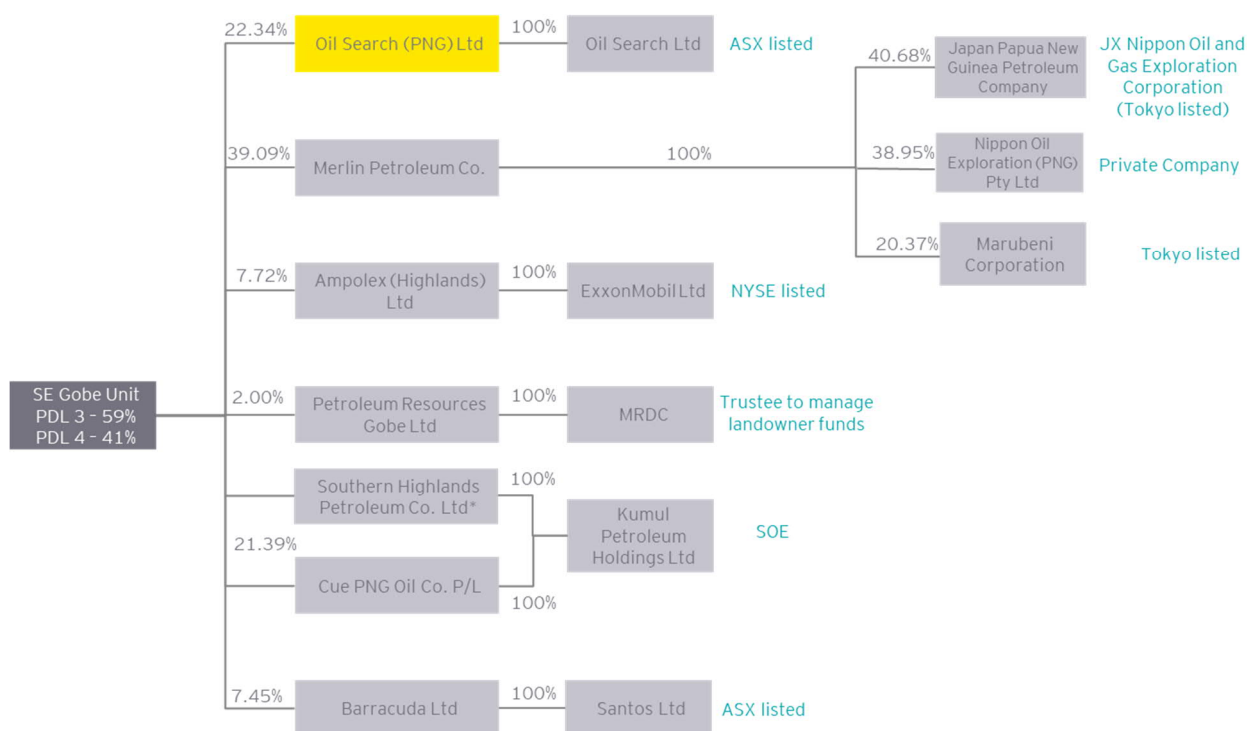 22.34%
Oil Search (PNG) Ltd
100%
Oil Search Ltd
ASX listed
40.68%
Japan Papua New
Guinea Petroleum
Company
JX Nippon Oil and
Gas Exploration
Corporation
(Tokyo listed)
39.09%
Merlin Petroleum Co.
100%
38.95%
Nippon Oil
Exploration (PNG)
Pty Ltd
Private Company
20.37%
Marubeni
Corporation
Tokyo listed
7.72%
Ampolex (Highlands)
Ltd
100%
ExxonMobil Ltd
NYSE listed
SE Gobe Unit
PDL 3 - 59%
PDL 4 - 41%
2.00%
Petroleum Resources
Gobe Ltd
100%
MRDC
Trustee to manage
landowner funds
Southern Highlands
Petroleum Co. Ltd*
100%
21.39%
Kumul
Petroleum
Holdings Ltd
SOE
Cue PNG Oil Co. P/L
100%
7.45%
Barracuda Ltd
100%
Santos Ltd
ASX listed